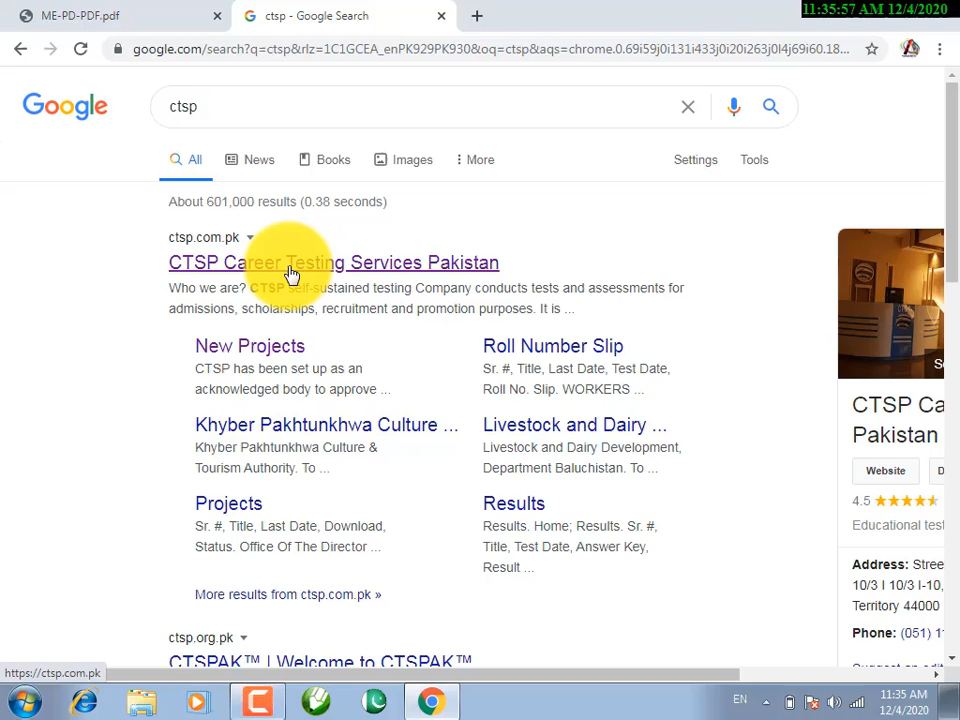 11:35:57 AM 12/4/2020
ME-PD-PDF.pdf
ctsp - Google Search
google.com/search?q=ctsp&rlz=1C1GCEA_enPK929PK930&oq=ctsp&aqs=chrome.0.69i59j0i131i433j0i20i263j0l4j69i60.18...
Google
ctsp
All
News
Books
Images
More
Settings
Tools
About 601,000 results (0.38 seconds)
ctsp.com.pk
CTSP Career Testing Services Pakistan
Who we are? CTSP self-sustained testing Company conducts tests and assessments for
admissions, scholarships, recruitment and promotion purposes. It is ...
New Projects
CTSP has been set up as an
acknowledged body to approve ...
Roll Number Slip
Sr. #, Title, Last Date, Test Date,
Roll No. Slip. WORKERS ...
Khyber Pakhtunkhwa Culture ...
Khyber Pakhtunkhwa Culture &
Tourism Authority. To ...
Livestock and Dairy ...
Livestock and Dairy Development,
Department Baluchistan. To ...
Projects
Sr. #, Title, Last Date, Download,
Status. Office Of The Director ...
Results
Results. Home; Results. Sr. #,
Title, Test Date, Answer Key,
Result ...
More results from ctsp.com.pk »
ctsp.org.pk
CTSPAK™ | Welcome to CTSPAK™
CTSP Ca
Pakistan
Website
D
4.5
Educational test
Address: Stree
10/3 I 10/3 I-10,
Territory 44000
Phone: (051) 11
Suggest an edit
https://ctsp.com.pk
EN
11:35 AM
12/4/2020